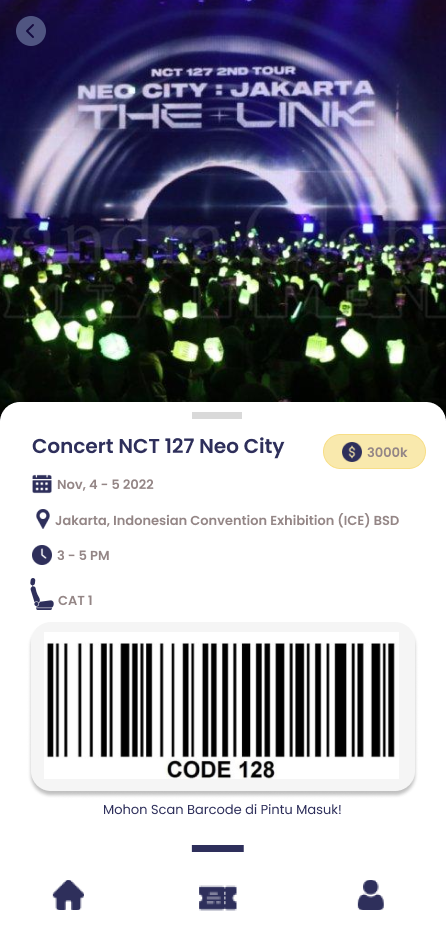 NCT 127 2ND TOUR
NEO CITY : JAKARTA
THE LINK
Concert NCT 127 Neo City
$ 3000k
Nov, 4 - 5 2022
Jakarta, Indonesian Convention Exhibition (ICE) BSD
3 - 5 PM
CAT 1
CODE 128
Mohon Scan Barcode di Pintu Masuk!